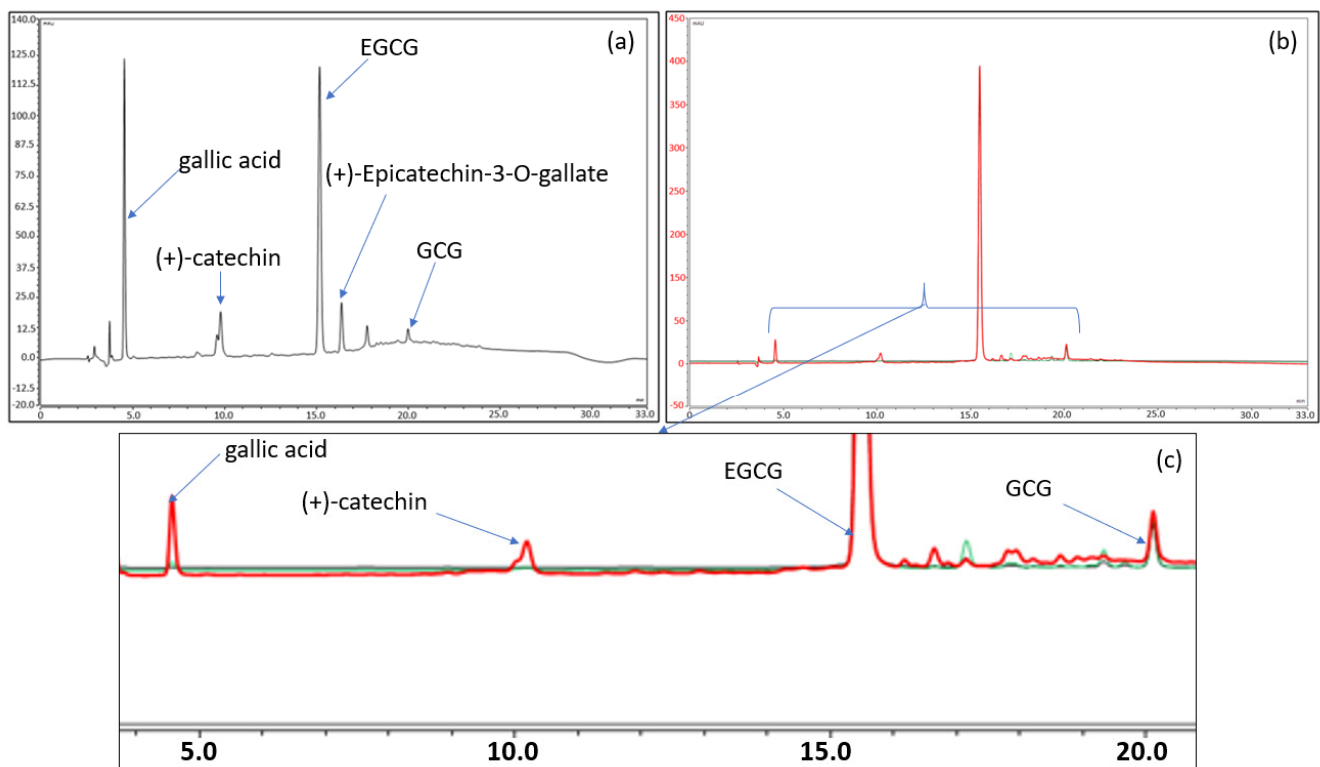 140.0
mAU
(a)
EGCG
125.0
112.5
100.0
87.5
gallic acid
75.0
(+)-Epicatechin-3-O-gallate
62.5
50.0
(+)-catechin
GCG
37.5
25.0
12.5
0.0
-12.5
-20.0
min
0 5.0 10.0 15.0 20.0 25.0 30.0 33.0
450
mAU
(b)
400
350
300
250
200
150
100
50
0
-50
min
5.0 10.0 15.0 20.0 25.0 30.0 33.0
(c)
gallic acid
(+)-catechin
EGCG
GCG
5.0 10.0 15.0 20.0